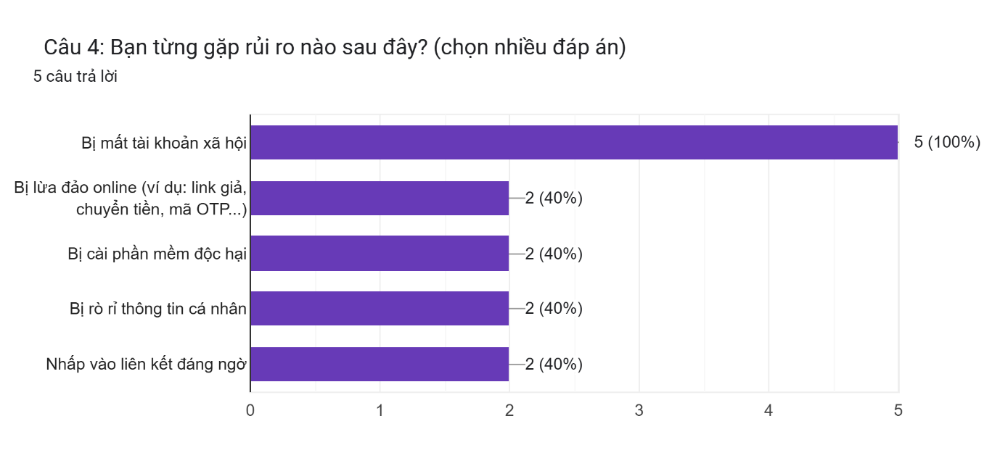 Câu 4: Bạn từng gặp rủi ro nào sau đây? (chọn nhiều đáp án)
5 câu trả lời
Bị mất tài khoản xã hội
5 (100%)
Bị lừa đảo online (ví dụ: link giả,
chuyển tiền, mã OTP...)
2 (40%)
Bị cài phần mềm độc hại
2 (40%)
Bị rò rỉ thông tin cá nhân
2 (40%)
Nhấp vào liên kết đáng ngờ
2 (40%)
0 1 2 3 4 5